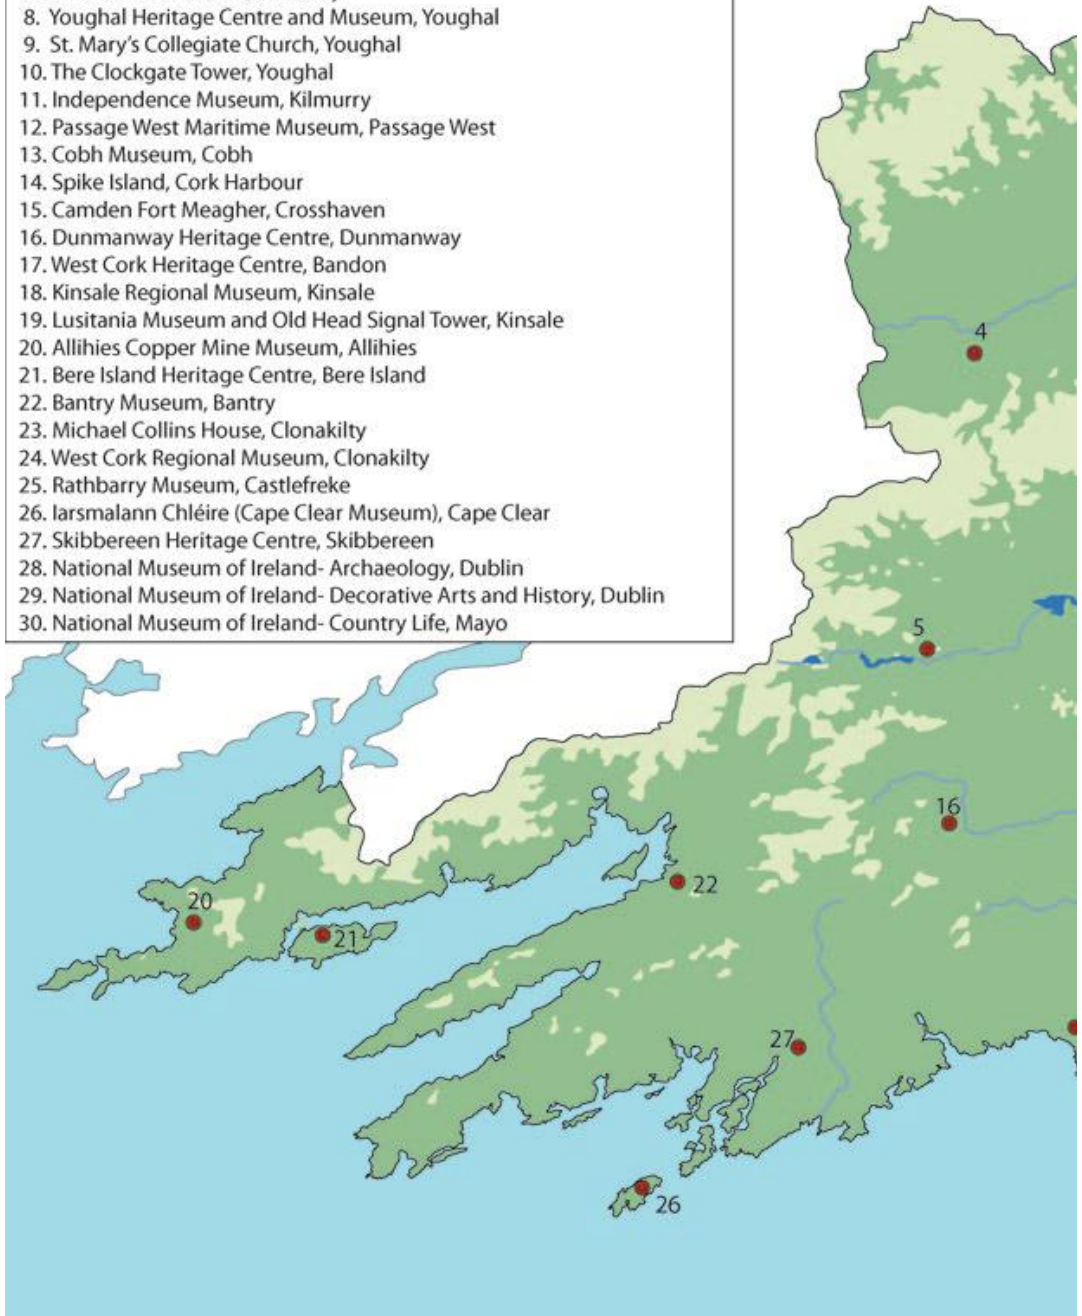 8. Youghal Heritage Centre and Museum, Youghal
9. St. Mary's Collegiate Church, Youghal
10. The Clockgate Tower, Youghal
11. Independence Museum, Kilmurry
12. Passage West Maritime Museum, Passage West
13. Cobh Museum, Cobh
14. Spike Island, Cork Harbour
15. Camden Fort Meagher, Crosshaven
16. Dunmanway Heritage Centre, Dunmanway
17. West Cork Heritage Centre, Bandon
18. Kinsale Regional Museum, Kinsale
19. Lusitania Museum and Old Head Signal Tower, Kinsale
20. Allihies Copper Mine Museum, Allihies
21. Bere Island Heritage Centre, Bere Island
22. Bantry Museum, Bantry
23. Michael Collins House, Clonakilty
24. West Cork Regional Museum, Clonakilty
25. Rathbarry Museum, Castlefreke
26. Iarsmalann Chléire (Cape Clear Museum), Cape Clear
27. Skibbereen Heritage Centre, Skibbereen
28. National Museum of Ireland- Archaeology, Dublin
29. National Museum of Ireland- Decorative Arts and History, Dublin
30. National Museum of Ireland- Country Life, Mayo
4
5
16
22
20
21
27
26